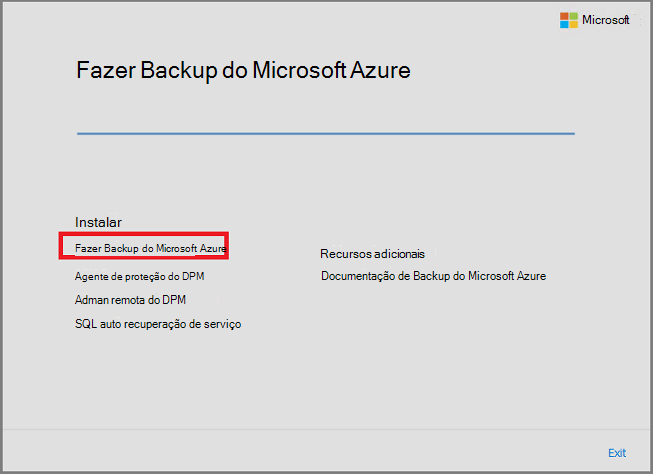 Microsoft
Fazer Backup do Microsoft Azure
Instalar
Fazer Backup do Microsoft Azure
Agente de proteção do DPM
Adman remota do DPM
SQL auto recuperação de serviço
Recursos adicionais
Documentação de Backup do Microsoft Azure
Exit